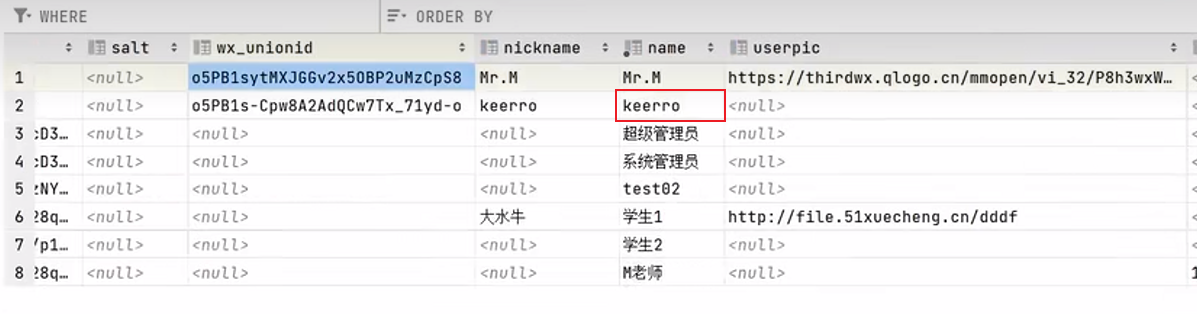 WHERE ORDER BY
salt wx_unionid nickname name userpic
1 <null> o5PB1sytMXJGGv2x5OBP2uMzCpS8 Mr.M Mr.M https://thirdwx.qlogo.cn/mmopen/vi_32/P8h3wxW… <
2 <null> o5PB1s-Cpw8A2AdQCw7Tx_71yd-o keerro keerro <null> <
3 cD3… <null> <null> <null> 超级管理员 <null> <
4 cD3… <null> <null> <null> 系统管理员 <null> <
5 zNY… <null> <null> <null> test02 <null> <
6 28q… <null> <null> 大水牛 学生1 http://file.51xuecheng.cn/dddf <
7 /p1… <null> <null> <null> 学生2 <null> <
8 28q… <null> <null> <null> M老师 <null> 1